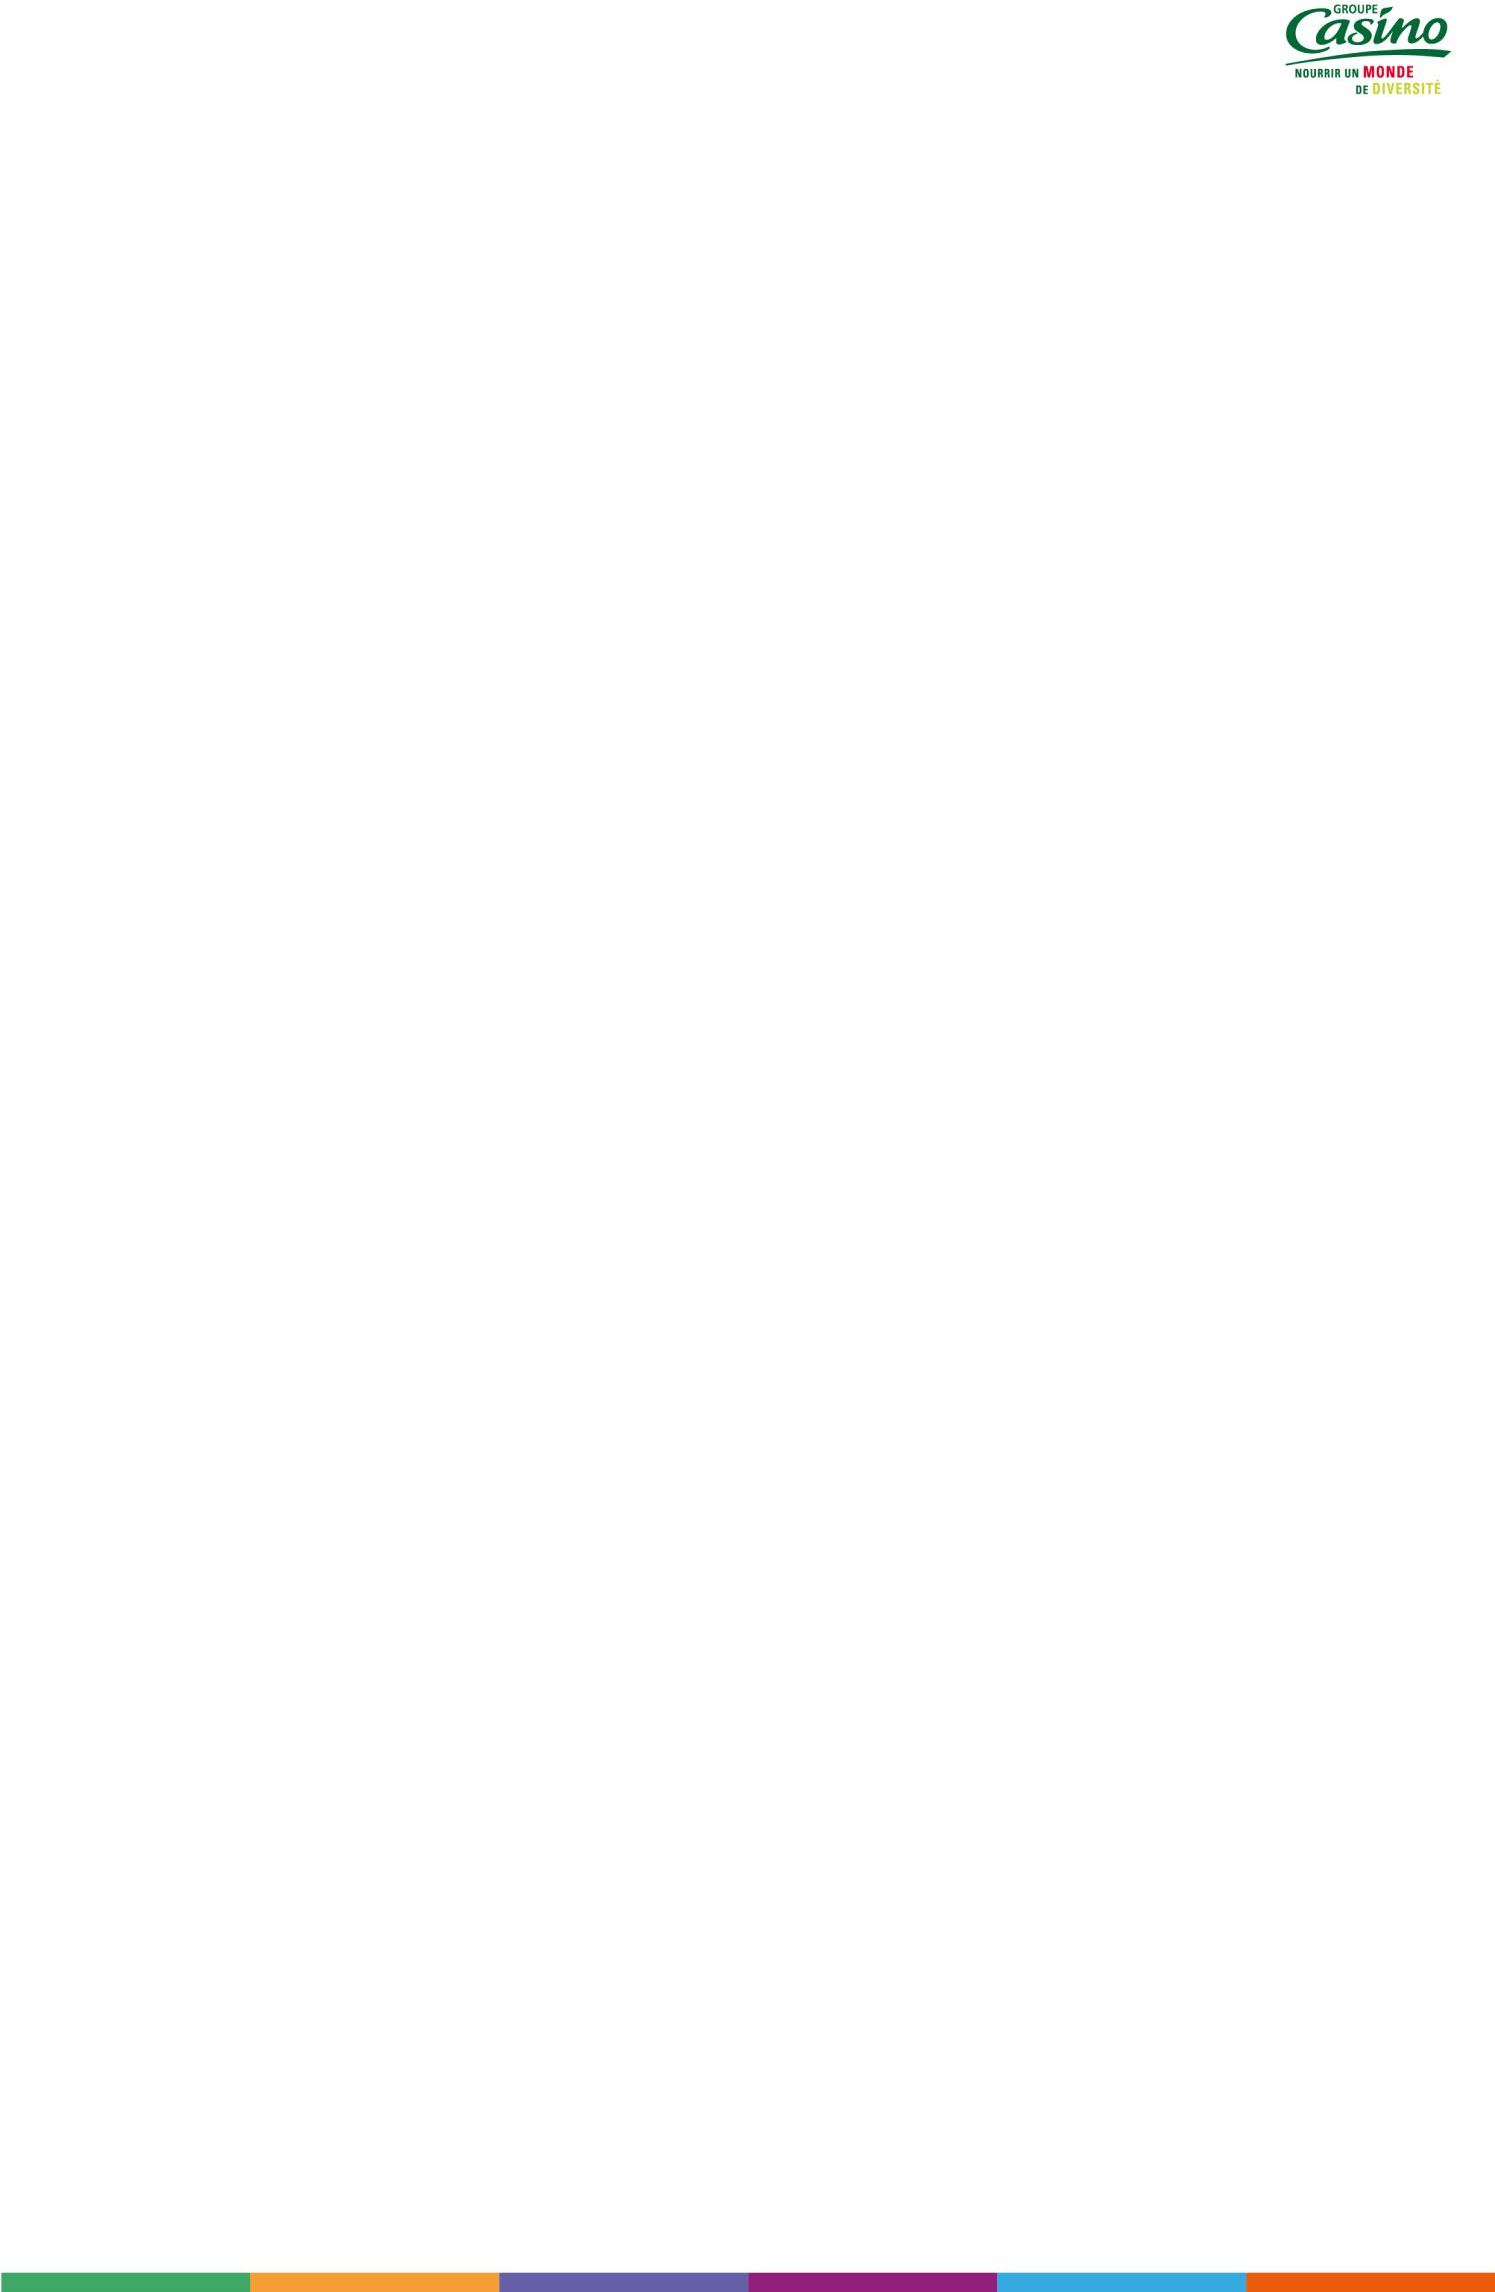 GROUPE
Casino
NOURRIR UN MONDE
DE DIVERSITÉ